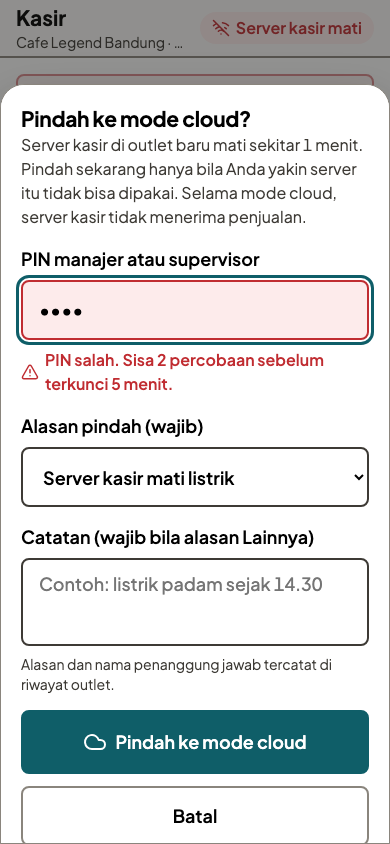 Kasir
Cafe Legend Bandung · ...
Server kasir mati
Pindah ke mode cloud?
Server kasir di outlet baru mati sekitar 1 menit.
Pindah sekarang hanya bila Anda yakin server
itu tidak bisa dipakai. Selama mode cloud,
server kasir tidak menerima penjualan.
PIN manajer atau supervisor
••••
PIN salah. Sisa 2 percobaan sebelum
terkunci 5 menit.
Alasan pindah (wajib)
Server kasir mati listrik
Catatan (wajib bila alasan Lainnya)
Contoh: listrik padam sejak 14.30
Alasan dan nama penanggung jawab tercatat di
riwayat outlet.
Pindah ke mode cloud
Batal